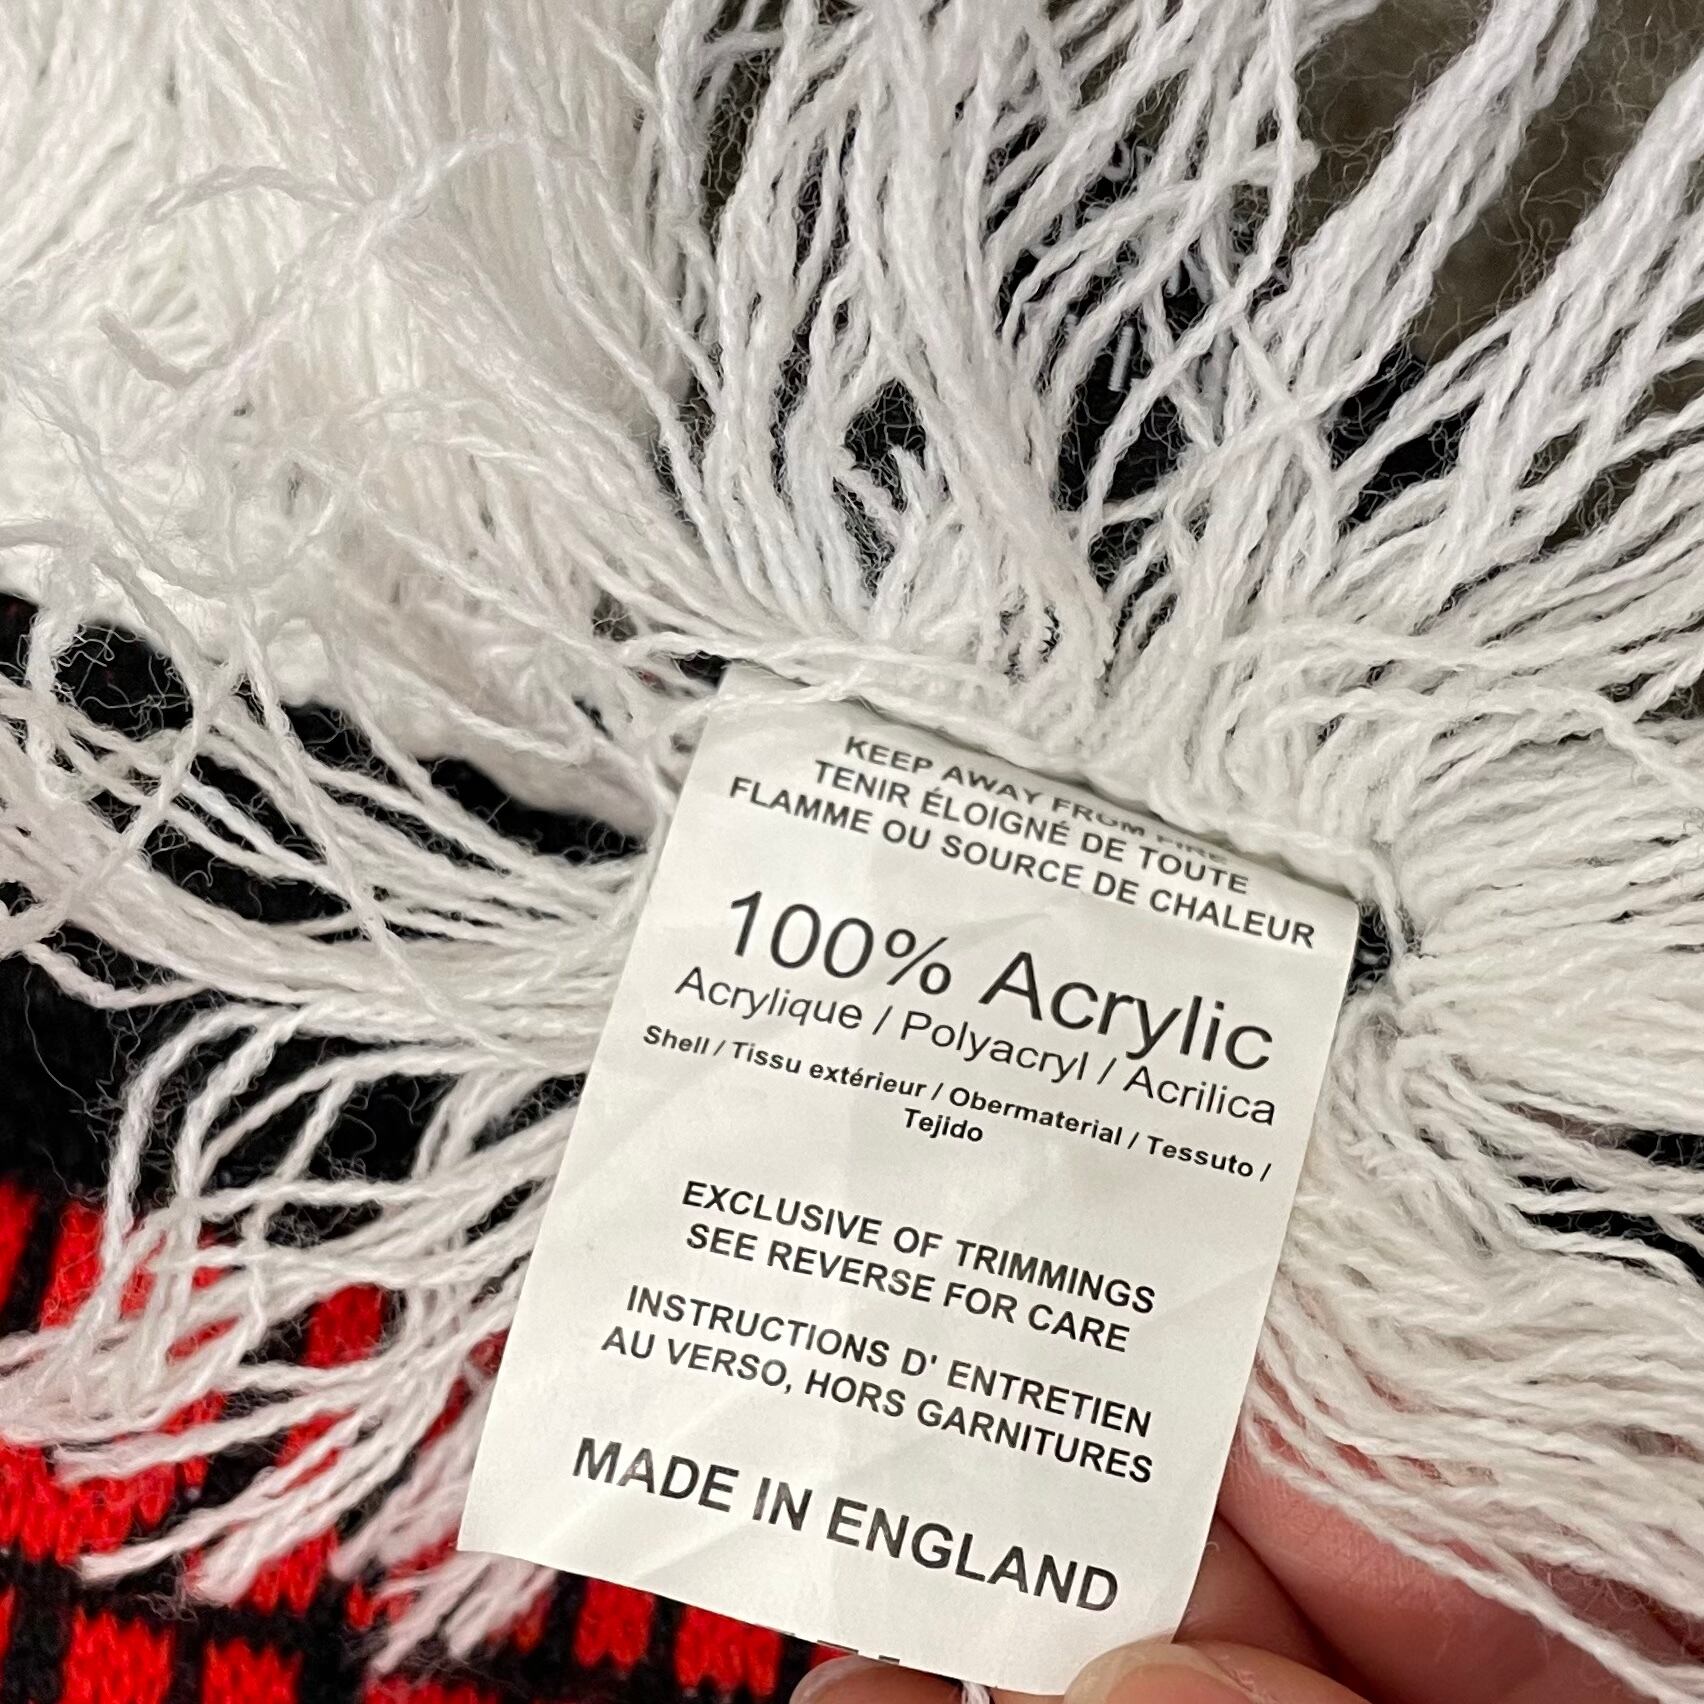 KEEP AWAY FROM FIRE
TENIR ÉLOIGNÉ DE TOUTE
FLAMME OU SOURCE DE CHALEUR
100% Acrylic
Acrylique / Polyacryl / Acrilica
Shell / Tissu extérieur / Obermaterial / Tessuto /
Tejido
EXCLUSIVE OF TRIMMINGS
SEE REVERSE FOR CARE
INSTRUCTIONS D' ENTRETIEN
AU VERSO, HORS GARNITURES
MADE IN ENGLAND